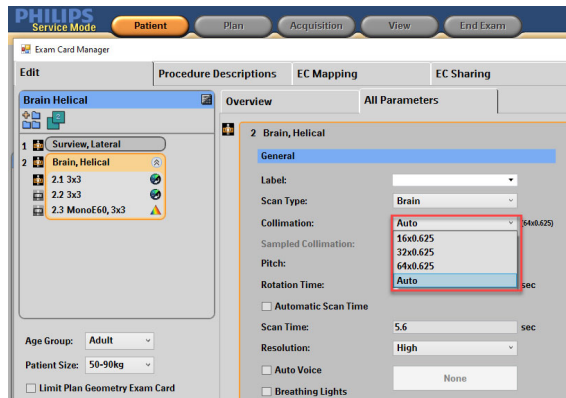 PHILIPS
Service Mode
Patient
Plan
Acquisition
View
End Exam
Exam Card Manager
Edit
Procedure Descriptions
EC Mapping
EC Sharing
Brain Helical
1 Surview, Lateral
2 Brain, Helical
2.1 3x3
2.2 3x3
2.3 MonoE60, 3x3
Age Group: Adult
Patient Size: 50-90kg
Limit Plan Geometry Exam Card
Overview
All Parameters
2 Brain, Helical
General
Label:
Scan Type: Brain
Collimation: Auto (64x0.625)
16x0.625
32x0.625
64x0.625
Auto
Sampled Collimation:
Pitch:
Rotation Time: sec
Automatic Scan Time
Scan Time: 5.6 sec
Resolution: High
Auto Voice
None
Breathing Lights